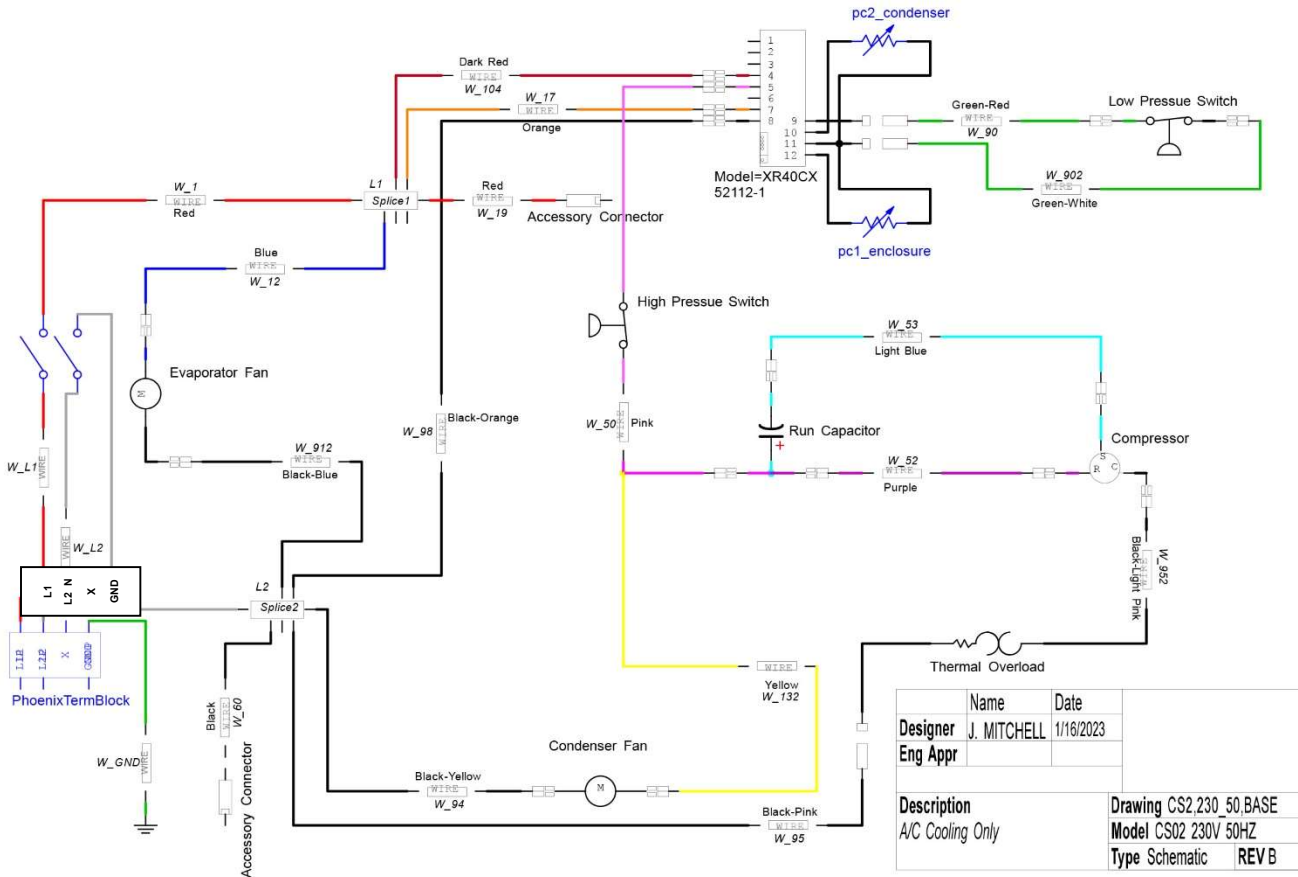 pc2_condenser
1
2
3
4
5
6
7
8
9
10
11
12
Model=XR40CX
52112-1
pc1_enclosure
Dark Red
WIRE
W_104
W_17
WIRE
Orange
Green-Red
WIRE
W_90
Low Pressue Switch
W_902
WIRE
Green-White
W_1
WIRE
Red
L1
Splice1
Red
WIRE
W_19
Accessory Connector
Blue
WIRE
W_12
High Pressue Switch
W_53
WIRE
Light Blue
Evaporator Fan
M
W_98
WIRE
Black-Orange
W_50
WIRE
Pink
Run Capacitor
+
Compressor
S
R
C
W_52
WIRE
Purple
W_L1
WIRE
W_912
WIRE
Black-Blue
WIRE
W_L2
L1
L2 N
X
GND
L2
Splice2
Black-Light Pink
WIRE
W_952
X
PhoenixTermBlock
Thermal Overload
WIRE
Yellow
W_132
Black
WIRE
W_60
Accessory Connector
W_GND
WIRE
Condenser Fan
M
Black-Yellow
WIRE
W_94
Black-Pink
WIRE
W_95
Name Date
Designer J. MITCHELL 1/16/2023
Eng Appr
Description
A/C Cooling Only
Drawing CS2,230_50,BASE
Model CS02 230V 50HZ
Type Schematic REV B